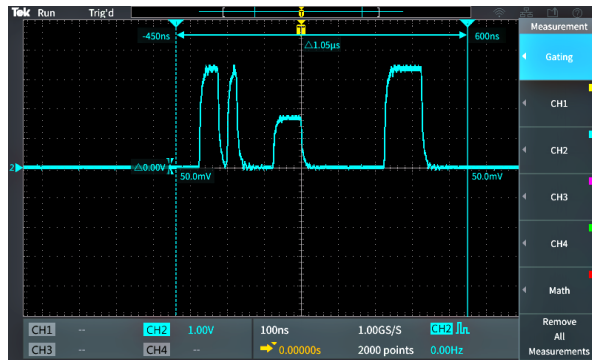 Tek Run Trig'd
Measurement
-450ns 600ns
△1.05µs
Gating
CH1
CH2
2 △0.00V
50.0mV 50.0mV
CH3
CH4
Math
Remove
All
Measurements
CH1 -- CH2 1.00V 100ns 1.00GS/S CH2
CH3 -- CH4 -- 0.00000s 2000 points 0.00Hz